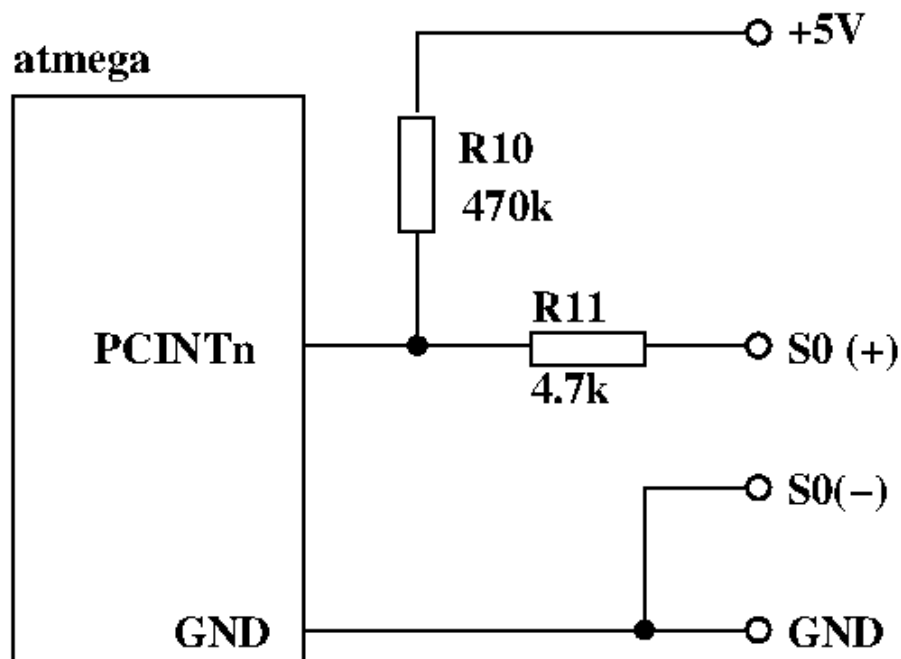 +5V
atmega
R10
470k
R11
PCINTn
S0 (+)
4.7k
S0(−)
GND
GND